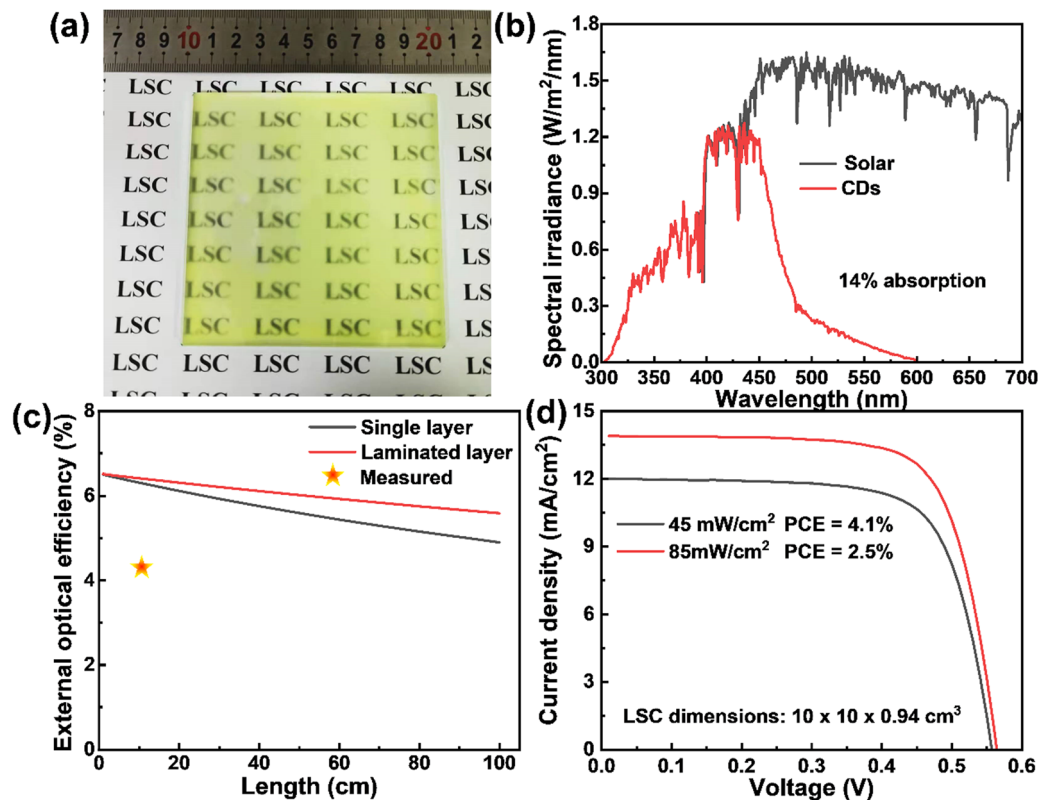 (a)
7 8 9 10 1 2 3 4 5 6 7 8 9 20 1 2
LSC LSC LSC LSC LSC LSC
LSC LSC LSC LSC LSC LSC
LSC LSC LSC LSC LSC LSC
LSC LSC LSC LSC LSC LSC
LSC LSC LSC LSC LSC LSC
LSC LSC LSC LSC LSC LS
LSC LSC LSC LSC LSC LS
LSC LSC LSC LSC LSC LS
LSC LSC LSC LSC LSC LS
(b)
Spectral irradiance (W/m²/nm)
1.8
1.5
1.2
0.9
0.6
0.3
0.0
Solar
CDs
14% absorption
300 350 400 450 500 550 600 650 700
Wavelength (nm)
(c)
External optical efficiency (%)
8
6
4
2
0
Single layer
Laminated layer
Measured
0 20 40 60 80 100
Length (cm)
(d)
Current density (mA/cm²)
15
12
9
6
3
0
45 mW/cm² PCE = 4.1%
85mW/cm² PCE = 2.5%
LSC dimensions: 10 x 10 x 0.94 cm³
0.0 0.1 0.2 0.3 0.4 0.5 0.6
Voltage (V)